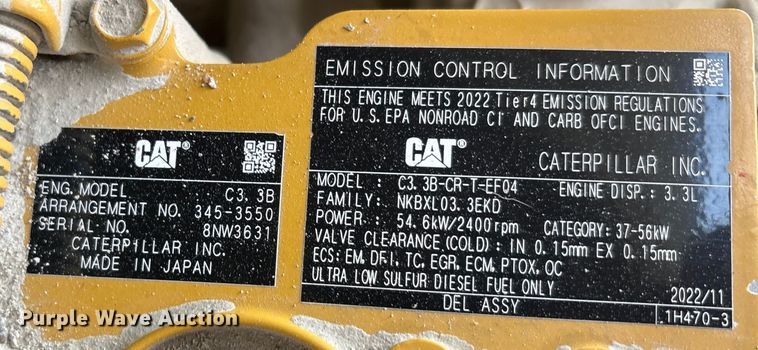 CAT
ENG. MODEL C3.3B
ARRANGEMENT NO. 345-3550
SERIAL NO. 8NW3631
CATERPILLAR INC.
MADE IN JAPAN
EMISSION CONTROL INFORMATION
THIS ENGINE MEETS 2022 Tier4 EMISSION REGULATIONS
FOR U.S. EPA NONROAD CI AND CARB OFCI ENGINES.
CAT CATERPILLAR INC.
MODEL : C3.3B-CR-T-EF04 ENGINE DISP.: 3.3L
FAMILY: NKBXL03.3EKD
POWER : 54.6kW/2400rpm CATEGORY: 37-56kW
VALVE CLEARANCE (COLD) : IN 0.15mm EX 0.15mm
ECS: EM, DFI, TC, EGR, ECM, PTOX, OC
ULTRA LOW SULFUR DIESEL FUEL ONLY 2022/11
DEL ASSY 1H470-3
Purple Wave Auction